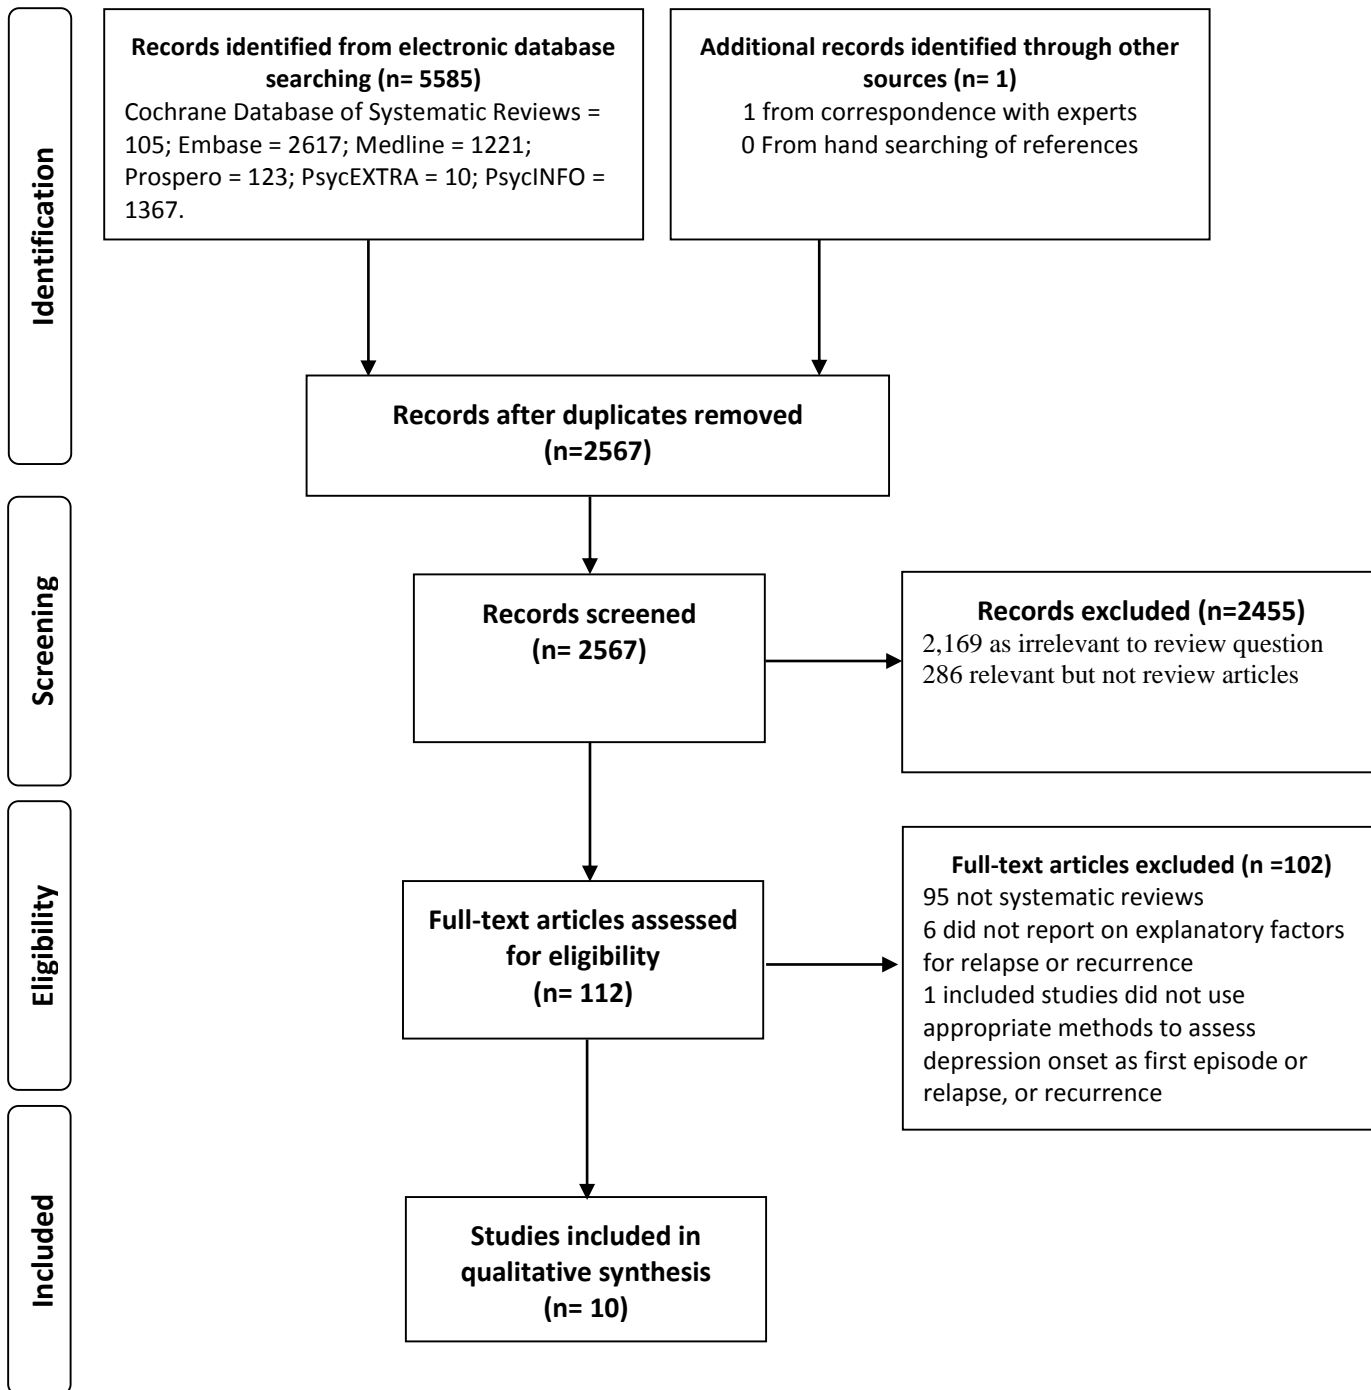 Identification
Records identified from electronic database
searching (n= 5585)
Cochrane Database of Systematic Reviews =
105; Embase = 2617; Medline = 1221;
Prospero = 123; PsycEXTRA = 10; PsycINFO =
1367.
Additional records identified through other
sources (n= 1)
1 from correspondence with experts
0 From hand searching of references
Records after duplicates removed
(n=2567)
Screening
Records screened
(n= 2567)
Records excluded (n=2455)
2,169 as irrelevant to review question
286 relevant but not review articles
Eligibility
Full-text articles assessed
for eligibility
(n= 112)
Full-text articles excluded (n =102)
95 not systematic reviews
6 did not report on explanatory factors
for relapse or recurrence
1 included studies did not use
appropriate methods to assess
depression onset as first episode or
relapse, or recurrence
Included
Studies included in
qualitative synthesis
(n= 10)